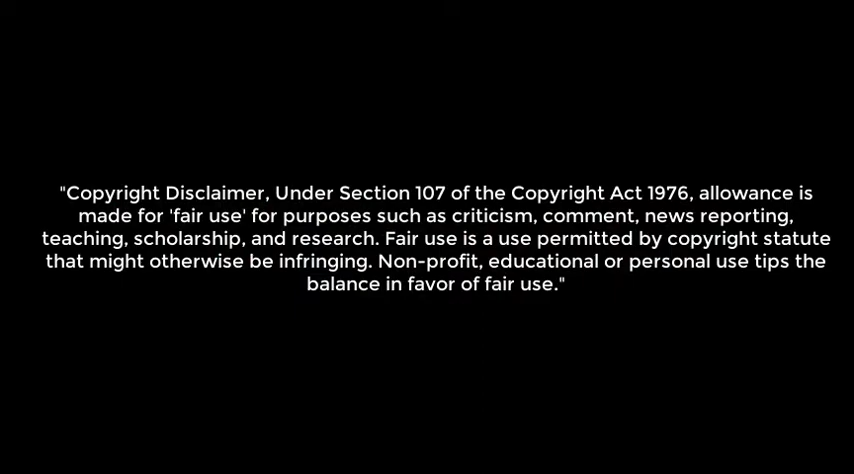 "Copyright Disclaimer, Under Section 107 of the Copyright Act 1976, allowance is
made for 'fair use' for purposes such as criticism, comment, news reporting,
teaching, scholarship, and research. Fair use is a use permitted by copyright statute
that might otherwise be infringing. Non-profit, educational or personal use tips the
balance in favor of fair use."